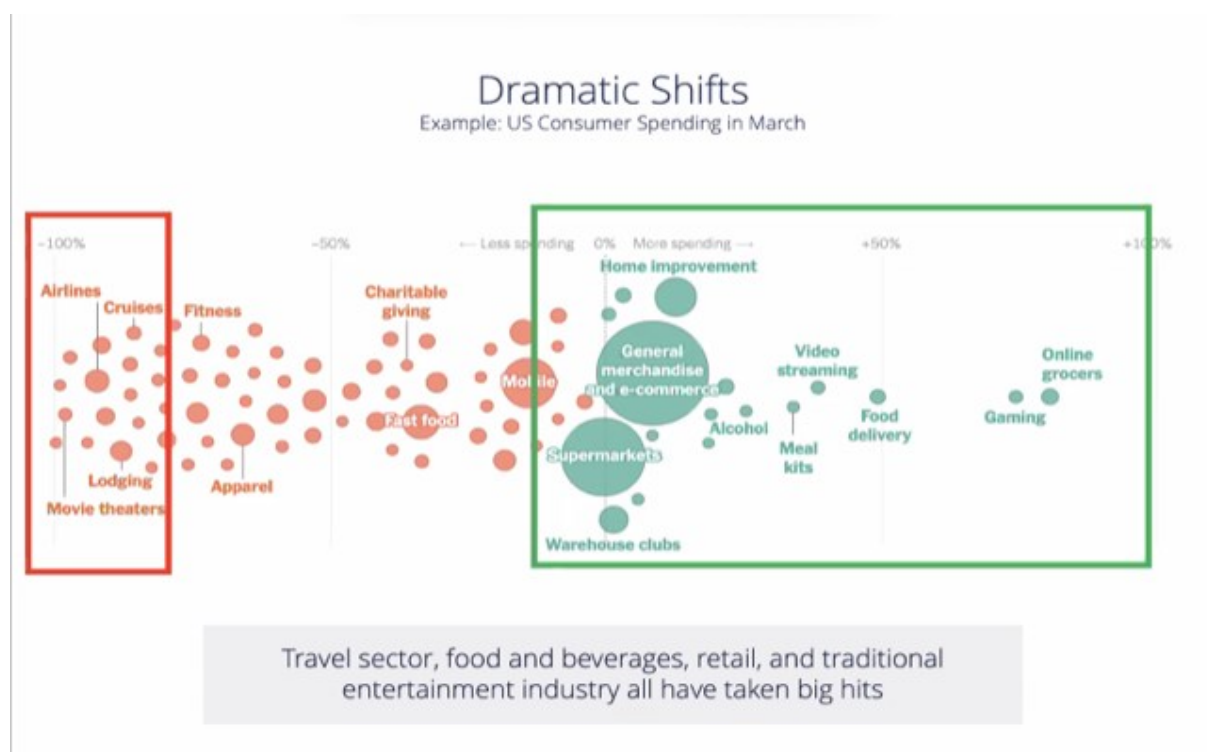 Dramatic Shifts
Example: US Consumer Spending in March
-100%
-50%
← Less spending
0%
More spending →
+50%
+100%
Home improvement
Airlines
Cruises
Fitness
Charitable
giving
General
merchandise
and e-commerce
Video
streaming
Online
grocers
Mobile
Fast food
Alcohol
Food
delivery
Gaming
Meal
kits
Supermarkets
Lodging
Apparel
Movie theaters
Warehouse clubs
Travel sector, food and beverages, retail, and traditional
entertainment industry all have taken big hits